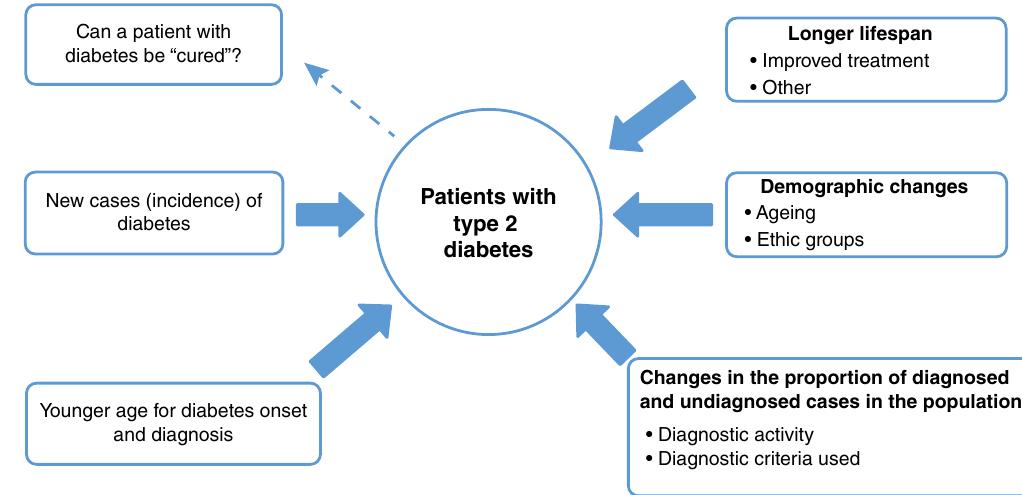 Can a patient with
diabetes be “cured”?
New cases (incidence) of
diabetes
Younger age for diabetes onset
and diagnosis
Patients with
type 2
diabetes
Longer lifespan
• Improved treatment
• Other
Demographic changes
• Ageing
• Ethic groups
Changes in the proportion of diagnosed
and undiagnosed cases in the population
• Diagnostic activity
• Diagnostic criteria used